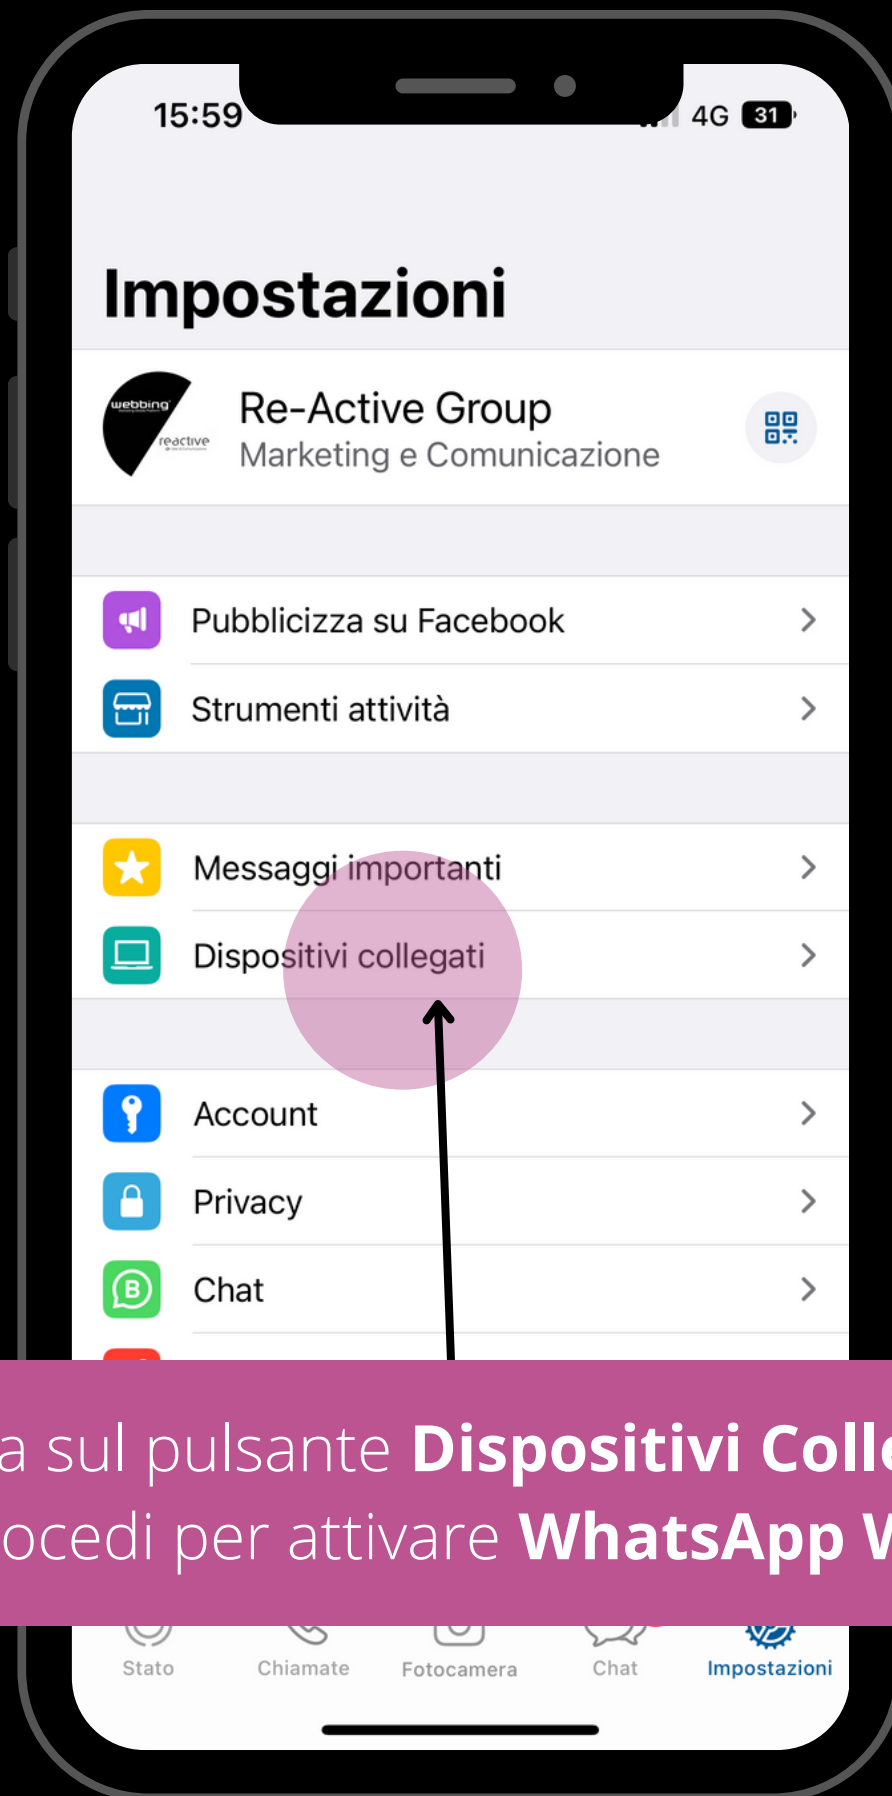 15:59
4G 31
Impostazioni
webbing
reactive
Re-Active Group
Marketing e Comunicazione
Pubblicizza su Facebook
Strumenti attività
Messaggi importanti
Dispositivi collegati
Account
Privacy
B
Chat
a sul pulsante Dispositivi Colle
ocedi per attivare WhatsApp W
Stato Chiamate Fotocamera Chat Impostazioni